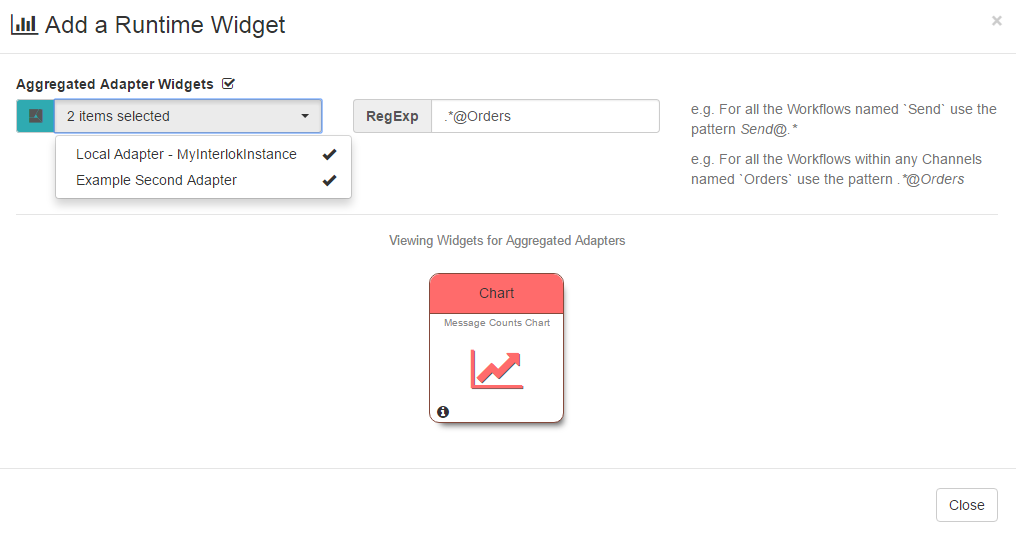 Add a Runtime Widget
×
Aggregated Adapter Widgets
2 items selected
Local Adapter - MyInterlokInstance
Example Second Adapter
RegExp
.*@Orders
e.g. For all the Workflows named `Send` use the
pattern Send@.*
e.g. For all the Workflows within any Channels
named `Orders` use the pattern .*@Orders
Viewing Widgets for Aggregated Adapters
Chart
Message Counts Chart
Close